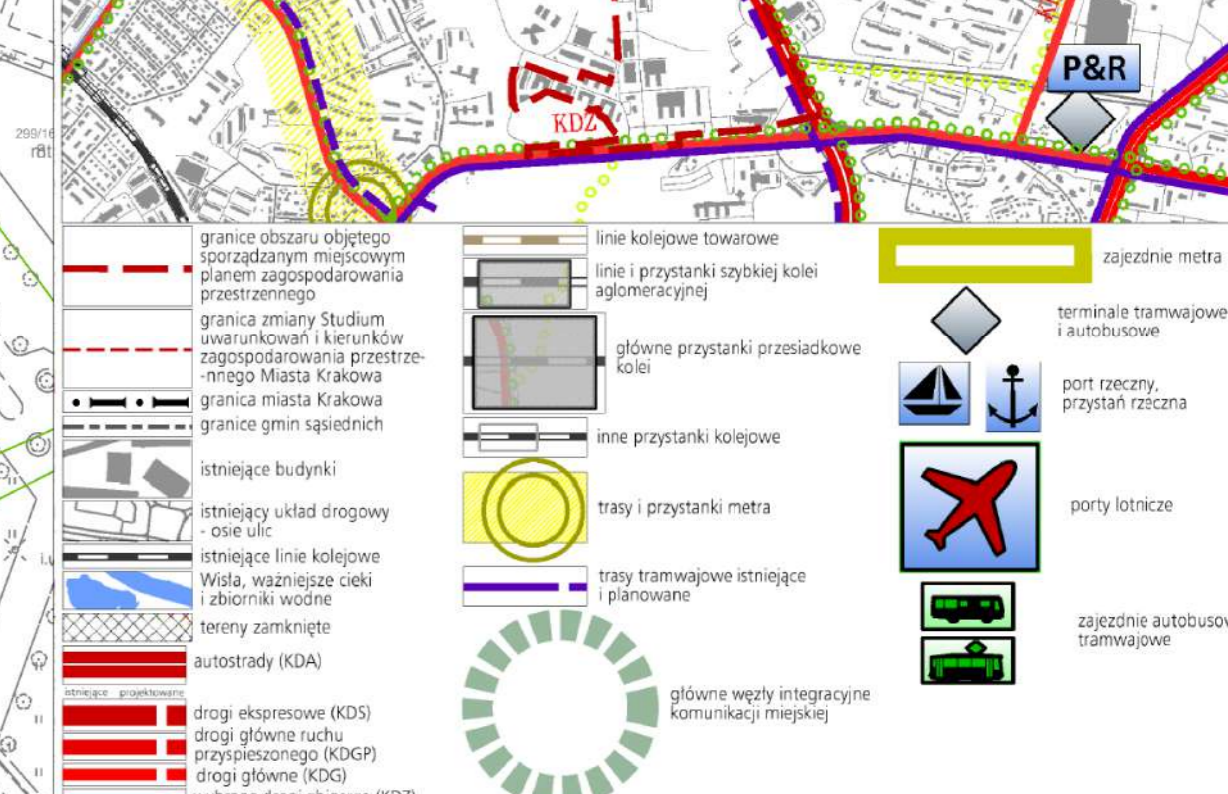 P&R
KDZ
299/16
granice obszaru objętego
sporządzanym miejscowym
planem zagospodarowania
przestrzennego
granica zmiany Studium
uwarunkowań i kierunków
zagospodarowania przestrze-
-nnego Miasta Krakowa
granica miasta Krakowa
granice gmin sąsiednich
istniejące budynki
istniejący układ drogowy
- osie ulic
istniejące linie kolejowe
Wisła, ważniejsze cieki
i zbiorniki wodne
tereny zamknięte
autostrady (KDA)
istniejące projektowane
drogi ekspresowe (KDS)
drogi główne ruchu
przyspieszonego (KDGP)
drogi główne (KDG)
linie kolejowe towarowe
linie i przystanki szybkiej kolei
aglomeracyjnej
główne przystanki przesiadkowe
kolei
inne przystanki kolejowe
trasy i przystanki metra
trasy tramwajowe istniejące
i planowane
główne węzły integracyjne
komunikacji miejskiej
zajezdnie metra
terminale tramwajowe
i autobusowe
port rzeczny,
przystań rzeczna
porty lotnicze
zajezdnie autobusov
tramwajowe